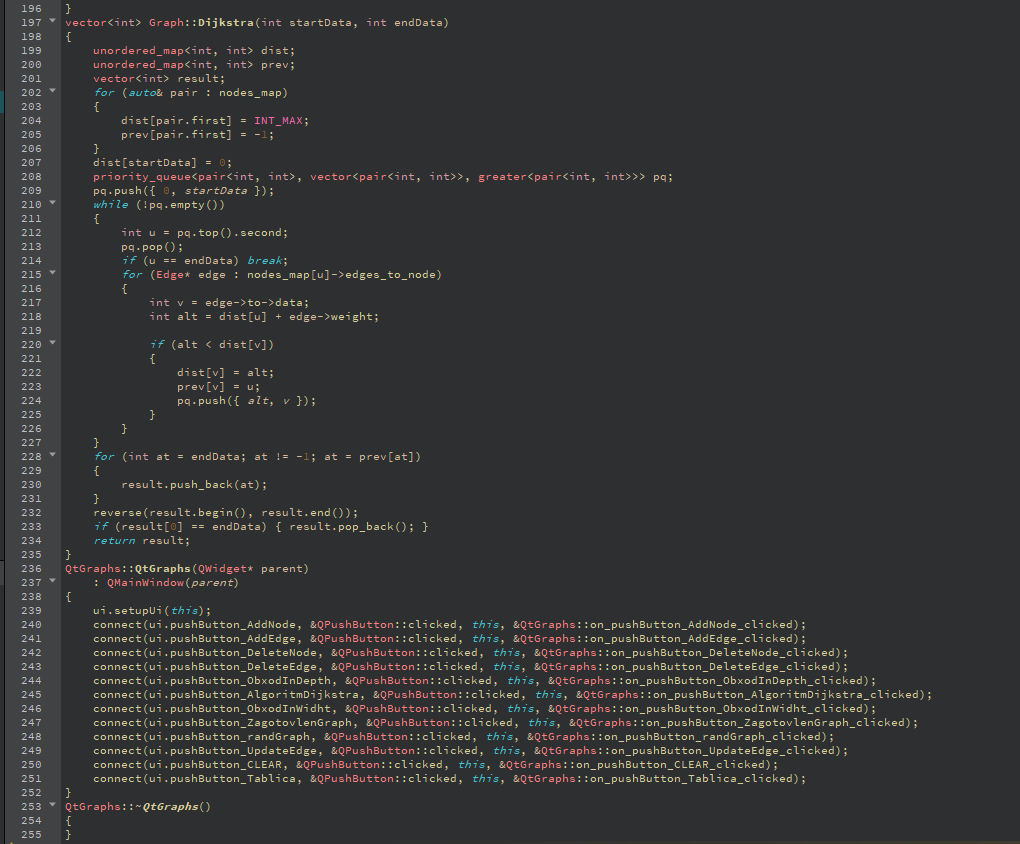 196 }
197 vector<int> Graph::Dijkstra(int startData, int endData)
198 {
199     unordered_map<int, int> dist;
200     unordered_map<int, int> prev;
201     vector<int> result;
202     for (auto& pair : nodes_map)
203     {
204         dist[pair.first] = INT_MAX;
205         prev[pair.first] = -1;
206     }
207     dist[startData] = 0;
208     priority_queue<pair<int, int>, vector<pair<int, int>>, greater<pair<int, int>>> pq;
209     pq.push({ 0, startData });
210     while (!pq.empty())
211     {
212         int u = pq.top().second;
213         pq.pop();
214         if (u == endData) break;
215         for (Edge* edge : nodes_map[u]->edges_to_node)
216         {
217             int v = edge->to->data;
218             int alt = dist[u] + edge->weight;
219
220             if (alt < dist[v])
221             {
222                 dist[v] = alt;
223                 prev[v] = u;
224                 pq.push({ alt, v });
225             }
226         }
227     }
228     for (int at = endData; at != -1; at = prev[at])
229     {
230         result.push_back(at);
231     }
232     reverse(result.begin(), result.end());
233     if (result[0] == endData) { result.pop_back(); }
234     return result;
235 }
236 QtGraphs::QtGraphs(QWidget* parent)
237     : QMainWindow(parent)
238 {
239     ui.setupUi(this);
240     connect(ui.pushButton_AddNode, &QPushButton::clicked, this, &QtGraphs::on_pushButton_AddNode_clicked);
241     connect(ui.pushButton_AddEdge, &QPushButton::clicked, this, &QtGraphs::on_pushButton_AddEdge_clicked);
242     connect(ui.pushButton_DeleteNode, &QPushButton::clicked, this, &QtGraphs::on_pushButton_DeleteNode_clicked);
243     connect(ui.pushButton_DeleteEdge, &QPushButton::clicked, this, &QtGraphs::on_pushButton_DeleteEdge_clicked);
244     connect(ui.pushButton_ObxodInDepth, &QPushButton::clicked, this, &QtGraphs::on_pushButton_ObxodInDepth_clicked);
245     connect(ui.pushButton_AlgoritmDijkstra, &QPushButton::clicked, this, &QtGraphs::on_pushButton_AlgoritmDijkstra_clicked);
246     connect(ui.pushButton_ObxodInWidht, &QPushButton::clicked, this, &QtGraphs::on_pushButton_ObxodInWidht_clicked);
247     connect(ui.pushButton_ZagotovlenGraph, &QPushButton::clicked, this, &QtGraphs::on_pushButton_ZagotovlenGraph_clicked);
248     connect(ui.pushButton_randGraph, &QPushButton::clicked, this, &QtGraphs::on_pushButton_randGraph_clicked);
249     connect(ui.pushButton_UpdateEdge, &QPushButton::clicked, this, &QtGraphs::on_pushButton_UpdateEdge_clicked);
250     connect(ui.pushButton_CLEAR, &QPushButton::clicked, this, &QtGraphs::on_pushButton_CLEAR_clicked);
251     connect(ui.pushButton_Tablica, &QPushButton::clicked, this, &QtGraphs::on_pushButton_Tablica_clicked);
252 }
253 QtGraphs::~QtGraphs()
254 {
255 }